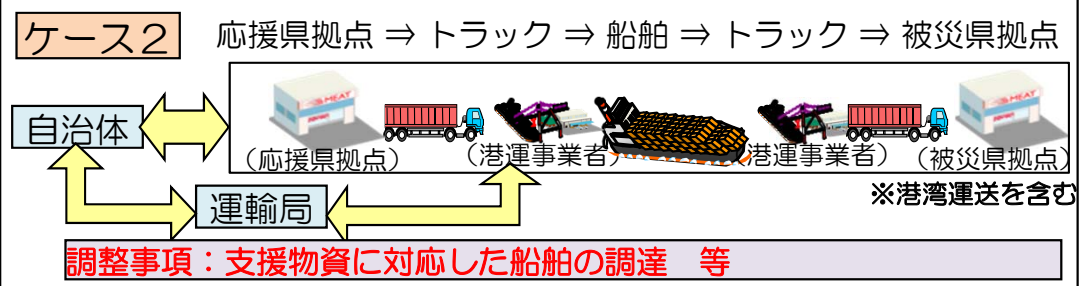 ケース2
応援県拠点 ⇒ トラック ⇒ 船舶 ⇒ トラック ⇒ 被災県拠点
MEAT
自治体
(応援県拠点)
(港運事業者)
港運事業者)
(被災県拠点)
※港湾運送を含む
運輸局
調整事項:支援物資に対応した船舶の調達 等